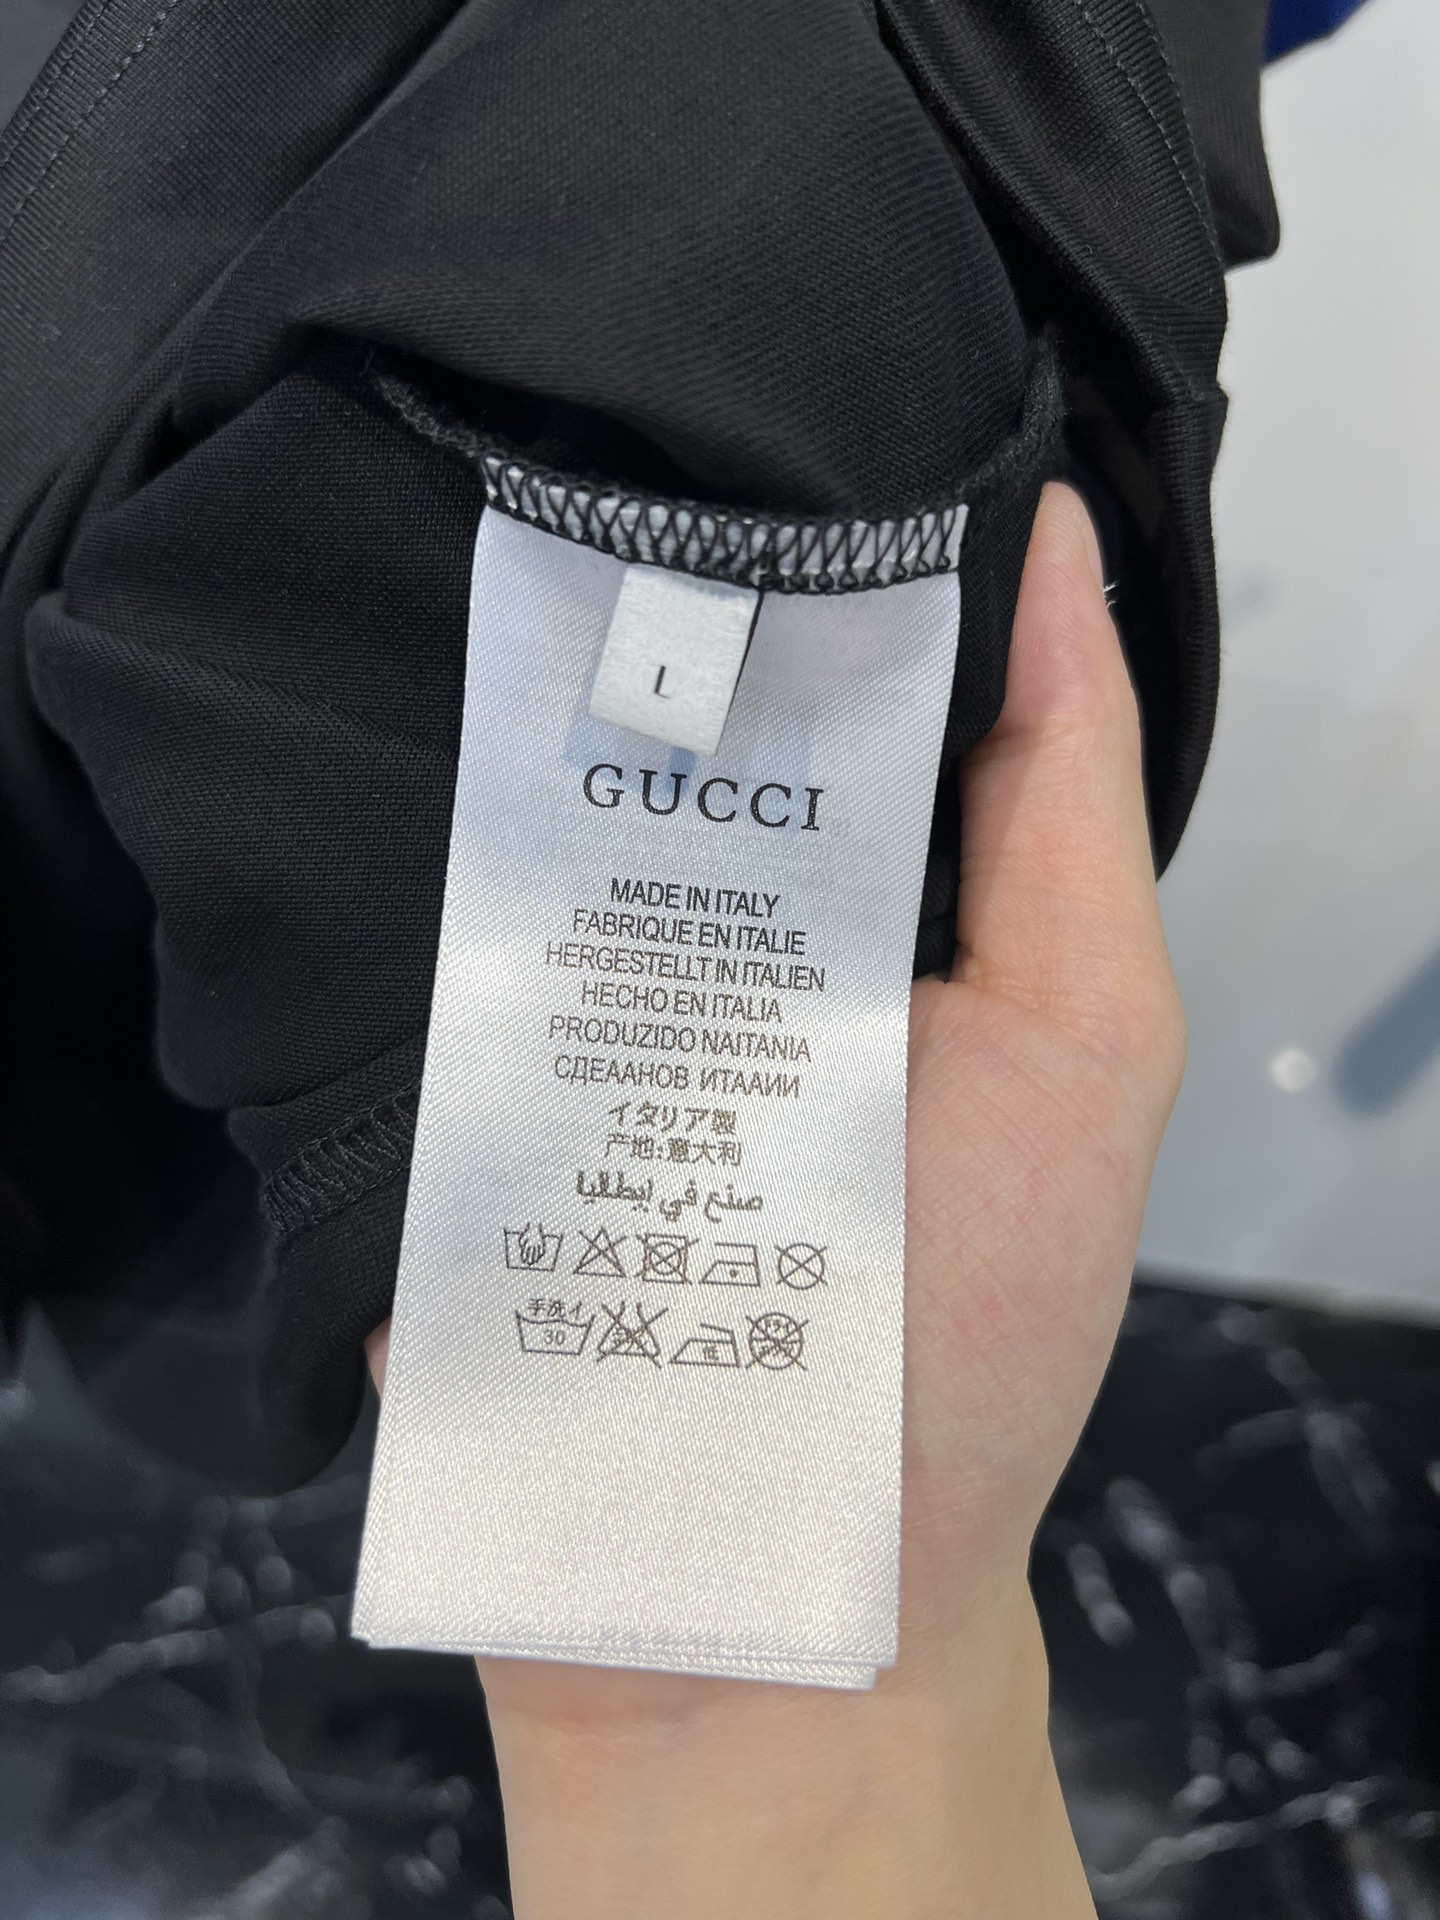 L
GUCCI
MADE IN ITALY
FABRIQUE EN ITALIE
HERGESTELLT IN ITALIEN
HECHO EN ITALIA
PRODUZIDO NAITANIA
СДЕААНОВ ИТААИИ
イタリア製
产地:意大利
صنع في إيطاليا
手洗イ
30